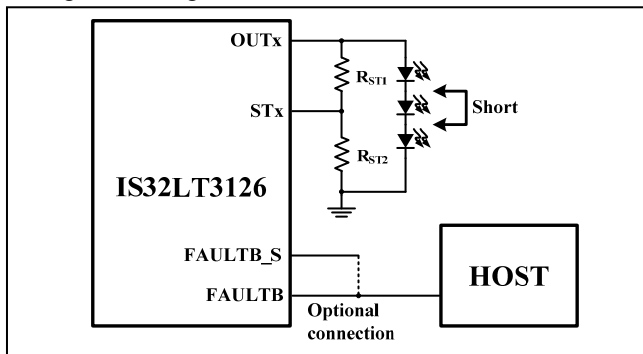 OUTx
RST1
STx
Short
RST2
IS32LT3126
FAULTB_S
FAULTB
HOST
Optional
connection